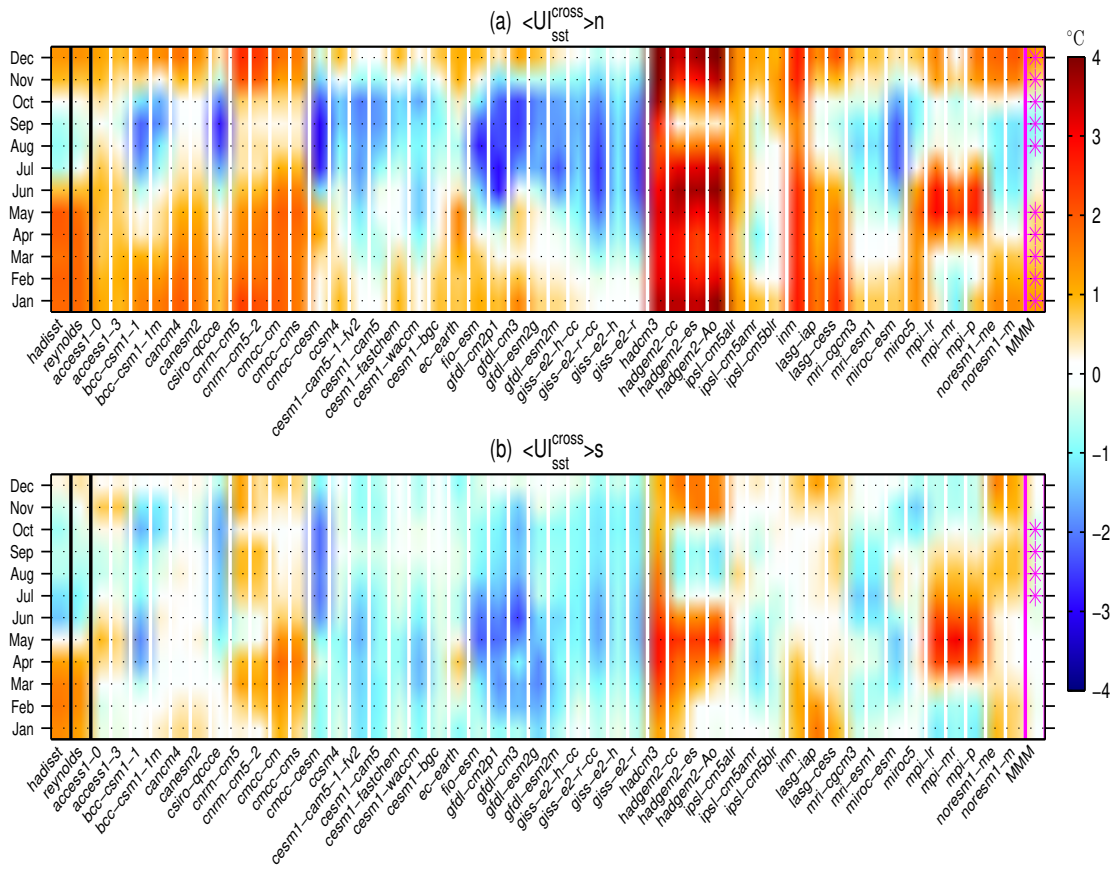 (a) <UI_sst^cross>n
°C
Dec
Nov
Oct
Sep
Aug
Jul
Jun
May
Apr
Mar
Feb
Jan
4
3
2
1
0
−1
−2
−3
−4
hadisst
reynolds
access1−0
access1−3
bcc−csm1−1
bcc−csm1−1m
cancm4
canesm2
csiro−qccce
cnrm−cm5
cnrm−cm5−2
cmcc−cm
cmcc−cms
cmcc−cesm
ccsm4
cesm1−cam5−1−fv2
cesm1−cam5
cesm1−fastchem
cesm1−waccm
cesm1−bgc
ec−earth
fio−esm
gfdl−cm2p1
gfdl−cm3
gfdl−esm2g
gfdl−esm2m
giss−e2−h−cc
giss−e2−r−cc
giss−e2−h
giss−e2−r
hadcm3
hadgem2−cc
hadgem2−es
hadgem2−Ao
ipsl−cm5alr
ipsl−cm5amr
ipsl−cm5blr
inm
lasg−iap
lasg−cess
mri−cgcm3
mri−esm1
miroc−esm
miroc5
mpi−lr
mpi−mr
mpi−p
noresm1−me
noresm1−m
MMM
(b) <UI_sst^cross>s
Dec
Nov
Oct
Sep
Aug
Jul
Jun
May
Apr
Mar
Feb
Jan
hadisst
reynolds
access1−0
access1−3
bcc−csm1−1
bcc−csm1−1m
cancm4
canesm2
csiro−qccce
cnrm−cm5
cnrm−cm5−2
cmcc−cm
cmcc−cms
cmcc−cesm
ccsm4
cesm1−cam5−1−fv2
cesm1−cam5
cesm1−fastchem
cesm1−waccm
cesm1−bgc
ec−earth
fio−esm
gfdl−cm2p1
gfdl−cm3
gfdl−esm2g
gfdl−esm2m
giss−e2−h−cc
giss−e2−r−cc
giss−e2−h
giss−e2−r
hadcm3
hadgem2−cc
hadgem2−es
hadgem2−Ao
ipsl−cm5alr
ipsl−cm5amr
ipsl−cm5blr
inm
lasg−iap
lasg−cess
mri−cgcm3
mri−esm1
miroc−esm
miroc5
mpi−lr
mpi−mr
mpi−p
noresm1−me
noresm1−m
MMM